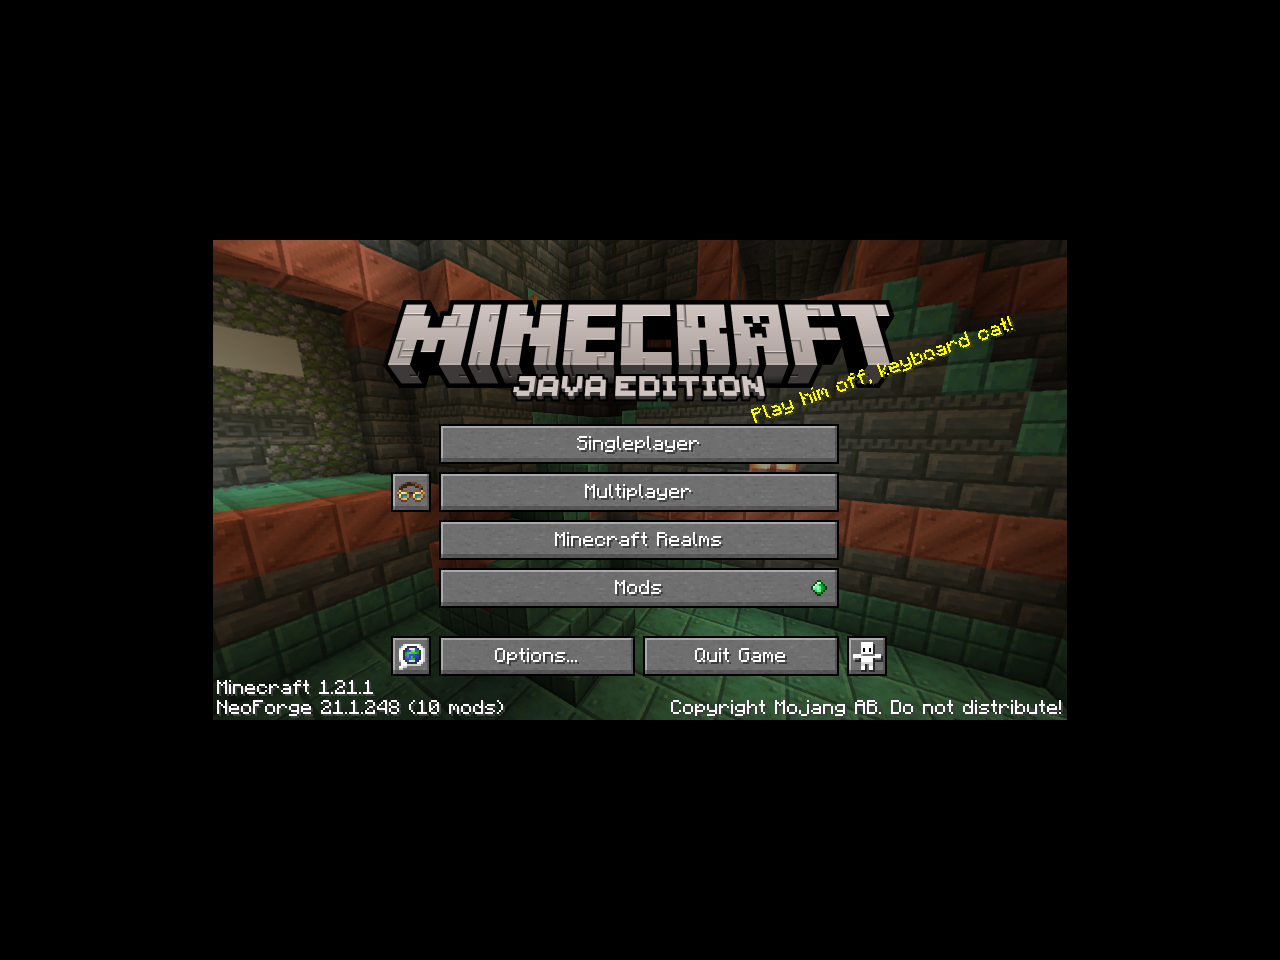 MINECRAFT
JAVA EDITION
Play him off, keyboard cat!
Singleplayer
Multiplayer
Minecraft Realms
Mods
Options...
Quit Game
Minecraft 1.21.1
NeoForge 21.1.248 (10 mods)
Copyright Mojang AB. Do not distribute!